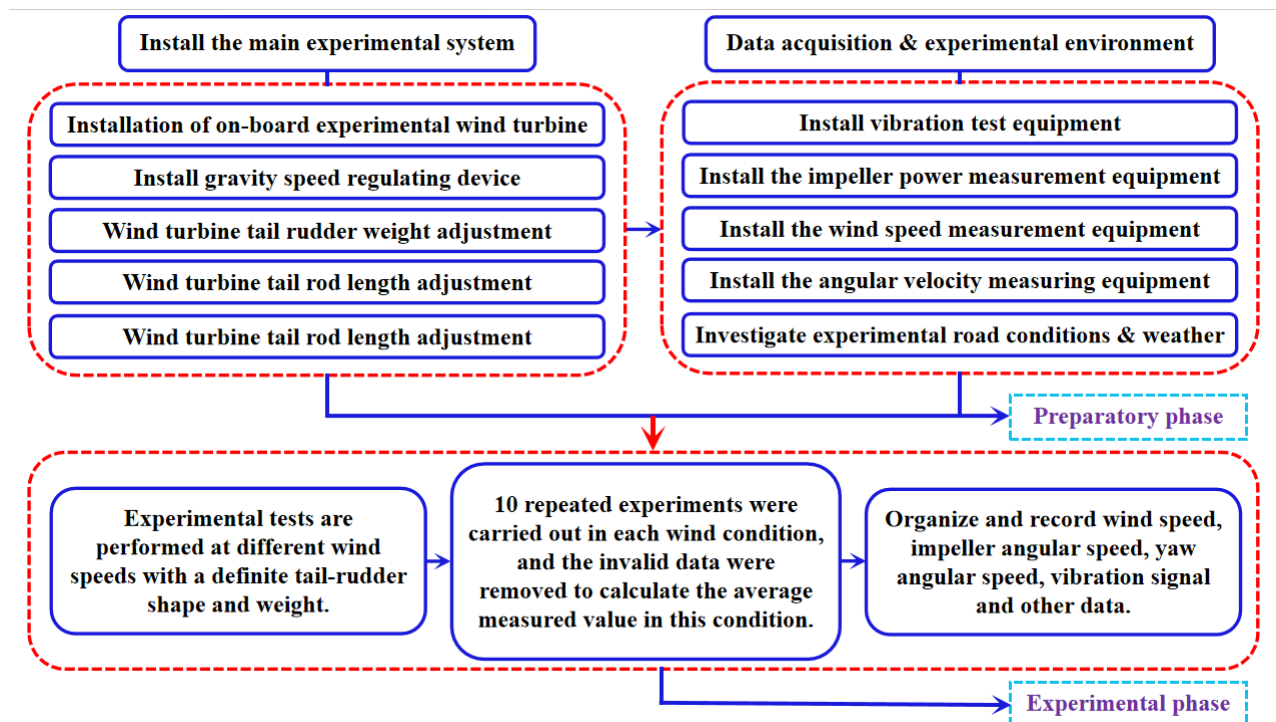 Install the main experimental system
Data acquisition & experimental environment
Installation of on-board experimental wind turbine
Install gravity speed regulating device
Wind turbine tail rudder weight adjustment
Wind turbine tail rod length adjustment
Wind turbine tail rod length adjustment
Install vibration test equipment
Install the impeller power measurement equipment
Install the wind speed measurement equipment
Install the angular velocity measuring equipment
Investigate experimental road conditions & weather
Preparatory phase
Experimental tests are
performed at different wind
speeds with a definite tail-rudder
shape and weight.
10 repeated experiments were
carried out in each wind condition,
and the invalid data were
removed to calculate the average
measured value in this condition.
Organize and record wind speed,
impeller angular speed, yaw
angular speed, vibration signal
and other data.
Experimental phase